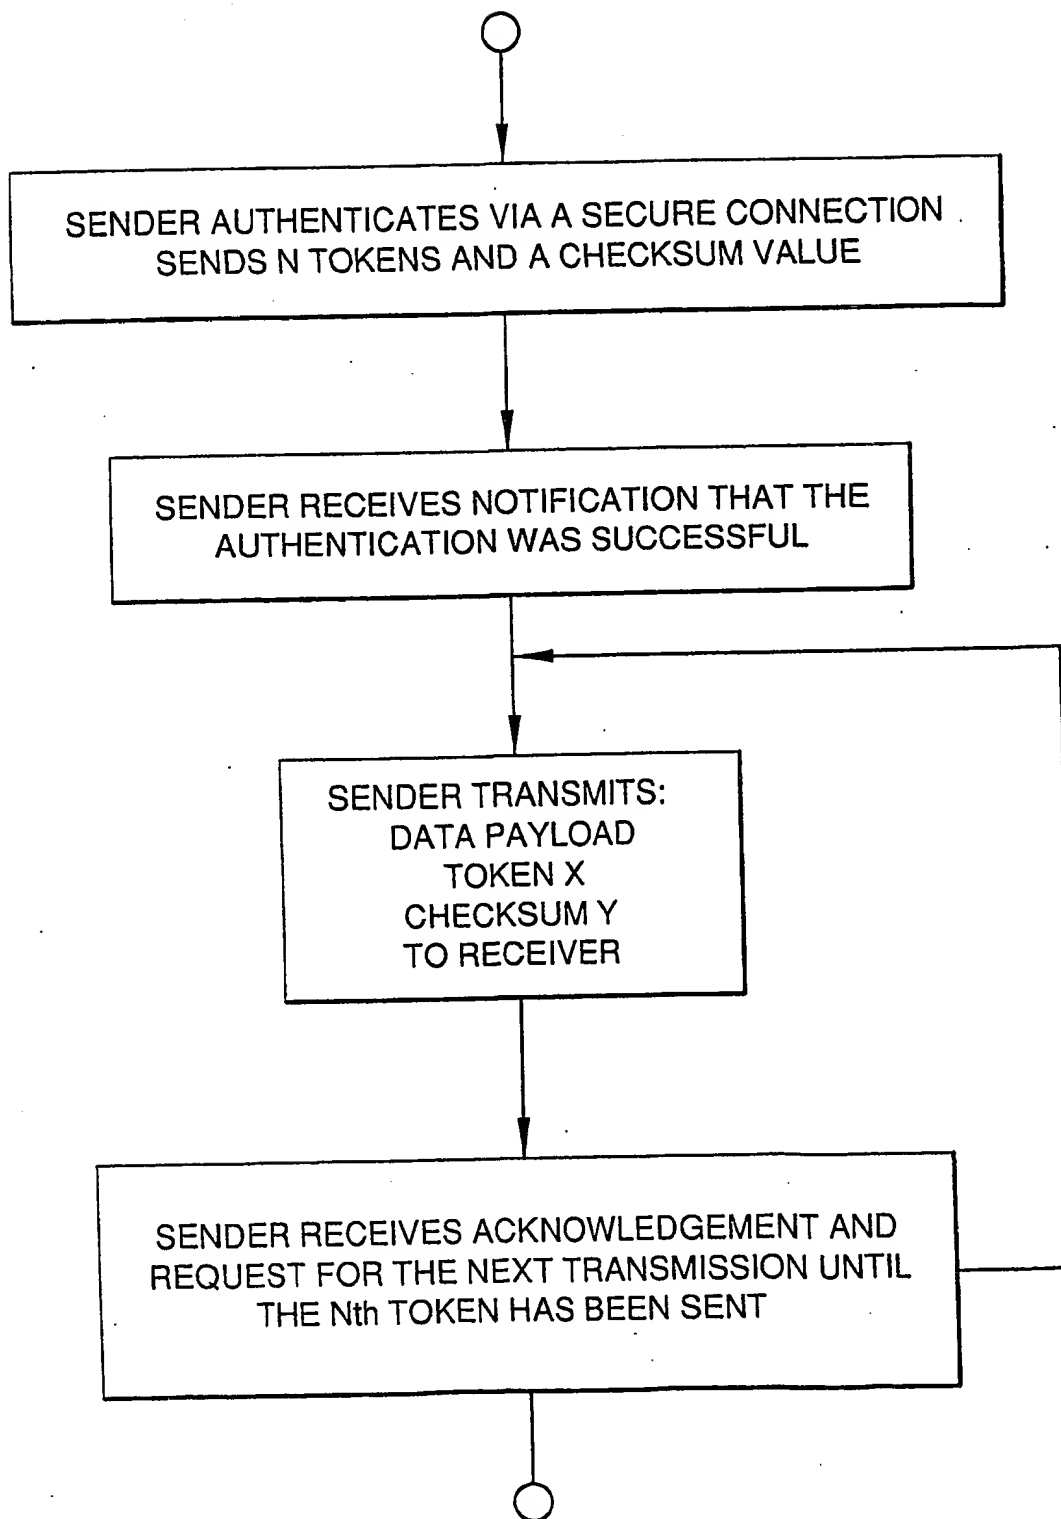 SENDER AUTHENTICATES VIA A SECURE CONNECTION
SENDS N TOKENS AND A CHECKSUM VALUE
SENDER RECEIVES NOTIFICATION THAT THE
AUTHENTICATION WAS SUCCESSFUL
SENDER TRANSMITS:
DATA PAYLOAD
TOKEN X
CHECKSUM Y
TO RECEIVER
SENDER RECEIVES ACKNOWLEDGEMENT AND
REQUEST FOR THE NEXT TRANSMISSION UNTIL
THE Nth TOKEN HAS BEEN SENT